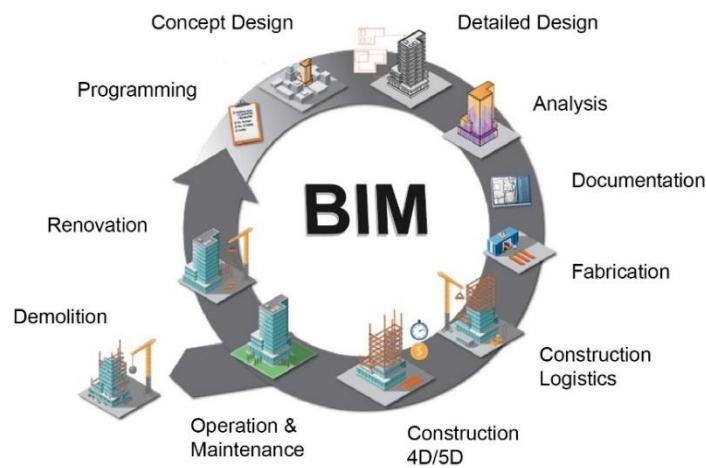 Concept Design
Detailed Design
Programming
Analysis
Documentation
BIM
Renovation
Fabrication
Demolition
Construction
Logistics
Operation &
Maintenance
Construction
4D/5D